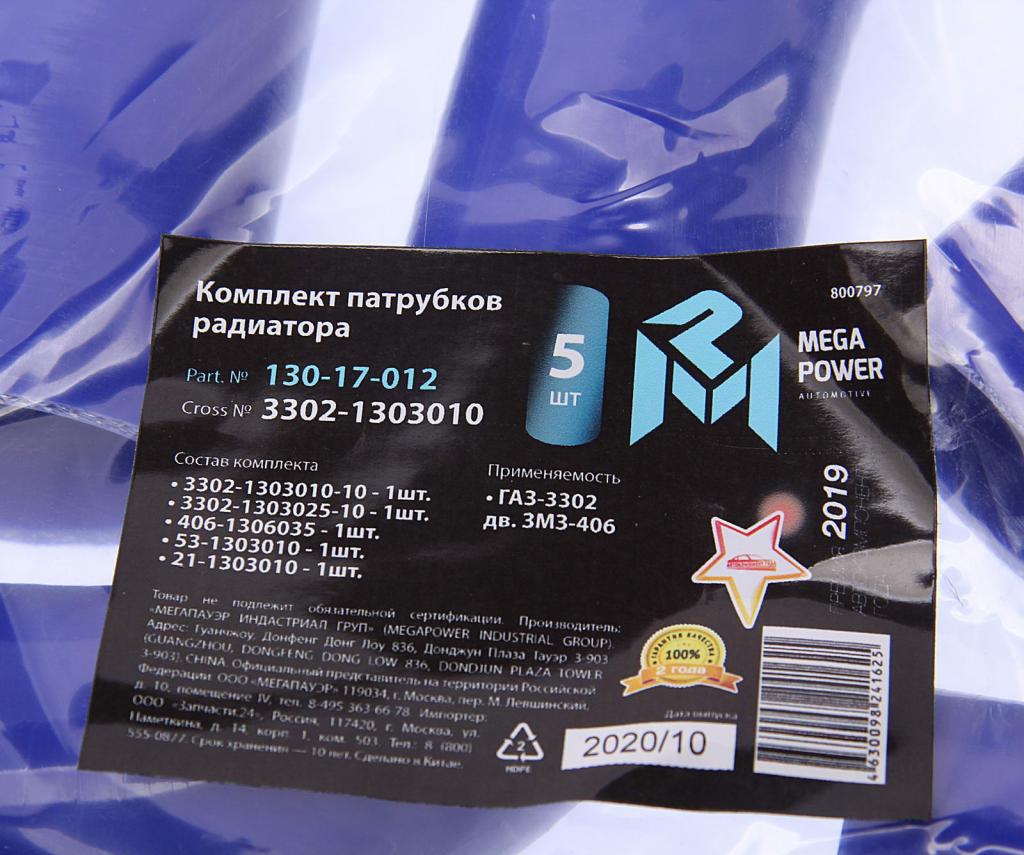 Комплект патрубков
радиатора
Part. № 130-17-012
Cross № 3302-1303010
5
шт
800797
MEGA
POWER
AUTOMOTIVE
Состав комплекта
• 3302-1303010-10 - 1шт.
• 3302-1303025-10 - 1шт.
• 406-1306035 - 1шт.
• 53-1303010 - 1шт.
• 21-1303010 - 1шт.
Применяемость
• ГАЗ-3302
дв. ЗМЗ-406
2019
Товар не подлежит обязательной сертификации. Производитель:
«МЕГАПАУЭР ИНДАСТРИАЛ ГРУП» (MEGAPOWER INDUSTRIAL GROUP).
Адрес: Гуанчжоу, Донфенг Донг Лоу 836, Донджун Плаза Тауэр 3-903
(GUANGZHOU, DONGFENG DONG LOW 836, DONDJUN PLAZA TOWER
3-903), CHINA. Официальный представитель на территории Российской
Федерации ООО «МЕГАПАУЭР» 119034, г. Москва, пер. М. Левшинский,
д. 10, помещение IV, тел. 8-495 363 66 78. Импортер:
ООО «Запчасти.24», Россия, 117420, г. Москва, ул.
Наметкина, д. 14, корп. 1, ком. 503. Тел.: 8 (800)
555-0877. Срок хранения — 10 лет. Сделано в Китае.
ГАРАНТИЯ КАЧЕСТВА
100%
2 года
2
HDPE
Дата выпуска
2020/10
4 630098 241625